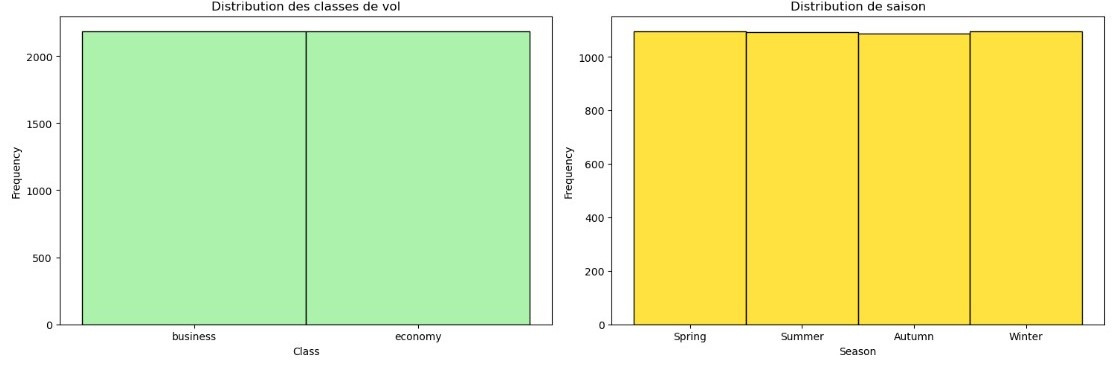 Distribution des classes de vol
Frequency
2000
1500
1000
500
0
business economy
Class
Distribution de saison
Frequency
1000
800
600
400
200
0
Spring Summer Autumn Winter
Season